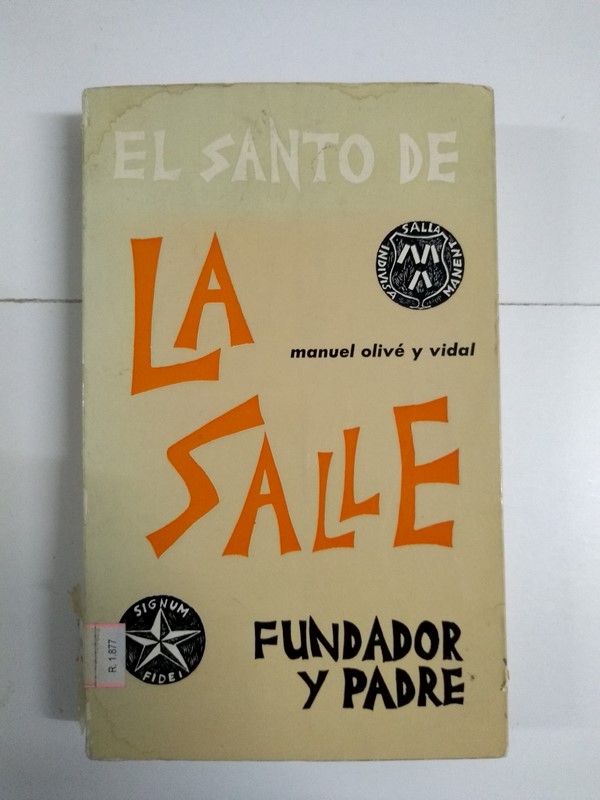 EL SANTO DE
LA
SALLE
INDIVISA MANENT
SALLA
manuel olivé y vidal
SIGNUM
FIDEI
R. 1.877
FUNDADOR
Y PADRE